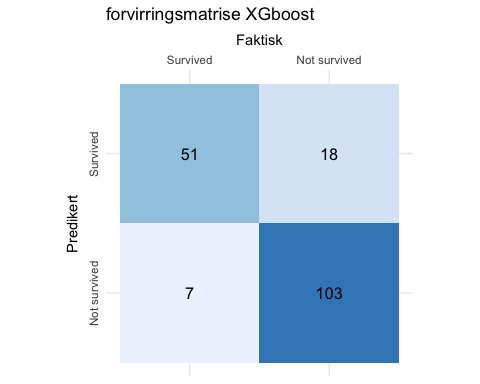 forvirringsmatrise XGboost
Faktisk
Survived Not survived
Predikert
Survived
51 18
Not survived
7 103